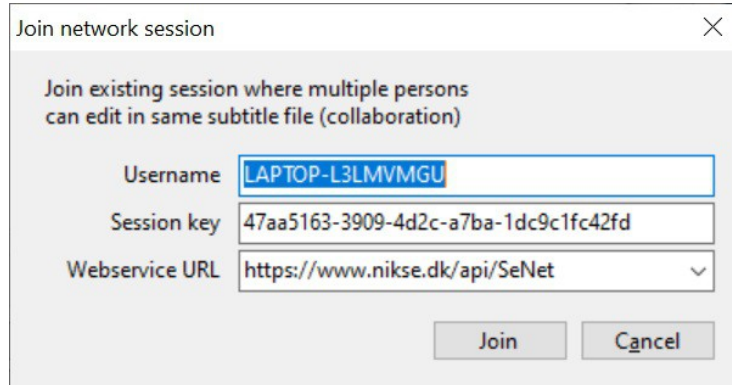 Join network session
Join existing session where multiple persons
can edit in same subtitle file (collaboration)
Username LAPTOP-L3LMVMGU
Session key 47aa5163-3909-4d2c-a7ba-1dc9c1fc42fd
Webservice URL https://www.nikse.dk/api/SeNet
Join Cancel